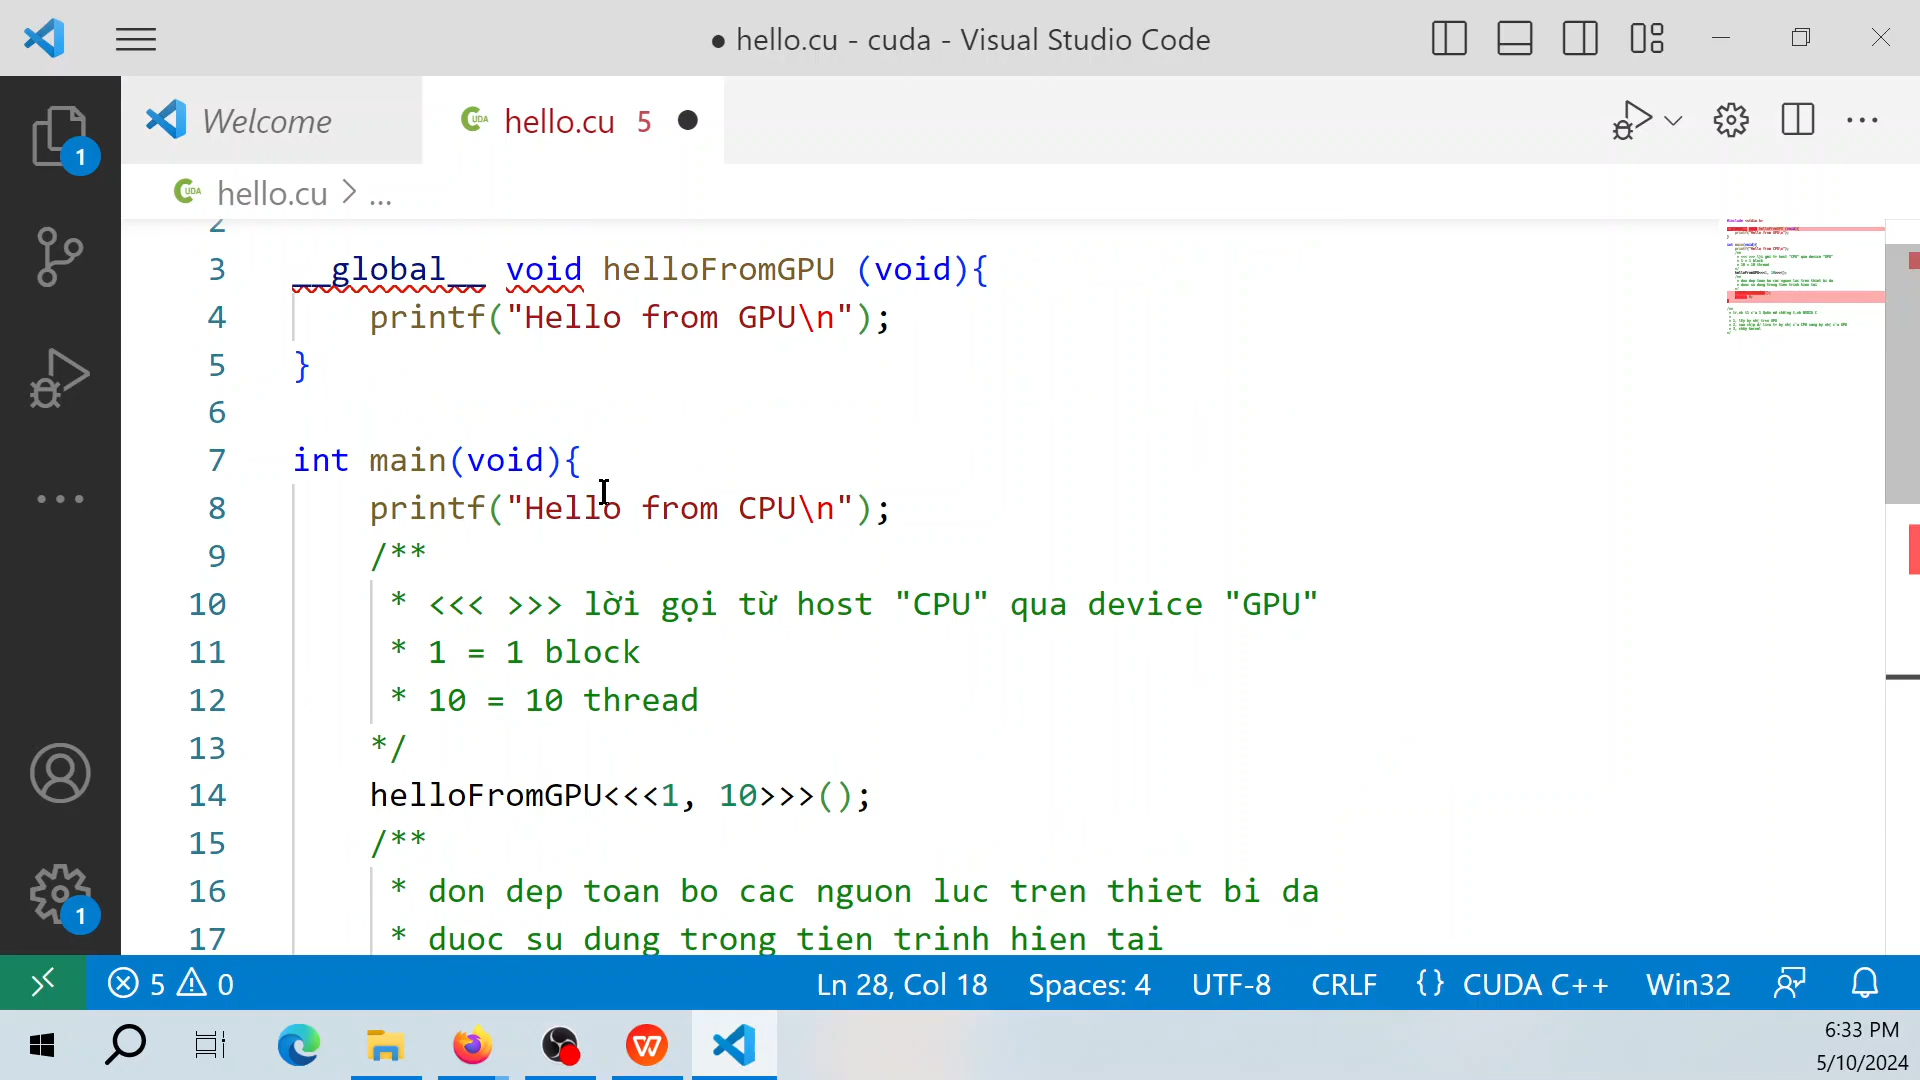 ● hello.cu - cuda - Visual Studio Code
Welcome
hello.cu 5 ●
hello.cu > ...
1
1
2
3 __global__ void helloFromGPU (void){
4 printf("Hello from GPU\n");
5 }
6
7 int main(void){
8 printf("Hello from CPU\n");
9 /**
10 * <<< >>> lời gọi từ host "CPU" qua device "GPU"
11 * 1 = 1 block
12 * 10 = 10 thread
13 */
14 helloFromGPU<<<1, 10>>>();
15 /**
16 * don dep toan bo cac nguon luc tren thiet bi da
17 * duoc su dung trong tien trinh hien tai
5 0 Ln 28, Col 18 Spaces: 4 UTF-8 CRLF {} CUDA C++ Win32
6:33 PM
5/10/2024